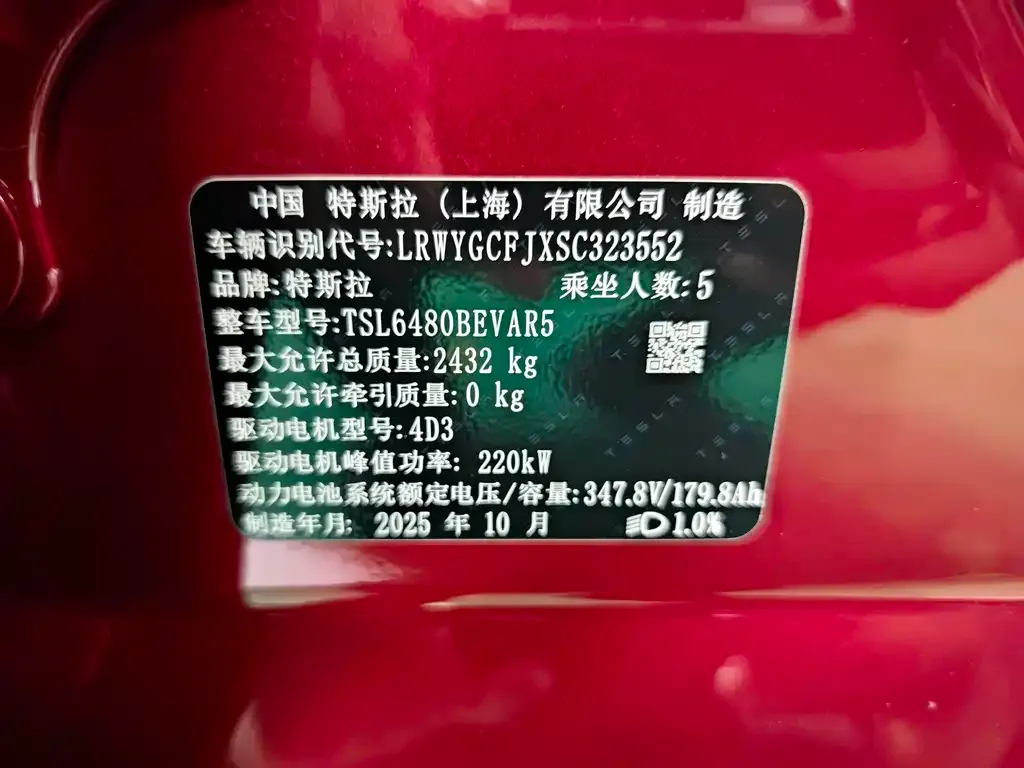 中国 特斯拉 (上海) 有限公司 制造
车辆识别代号:LRWYGCFJXSC323552
品牌:特斯拉 乘坐人数:5
整车型号:TSL6480BEVAR5
最大允许总质量:2432 kg
最大允许牵引质量:0 kg
驱动电机型号:4D3
驱动电机峰值功率: 220kW
动力电池系统额定电压/容量:347.8V/179.8Ah
制造年月: 2025 年 10 月 1.0%
TESLA TESLA TESLA